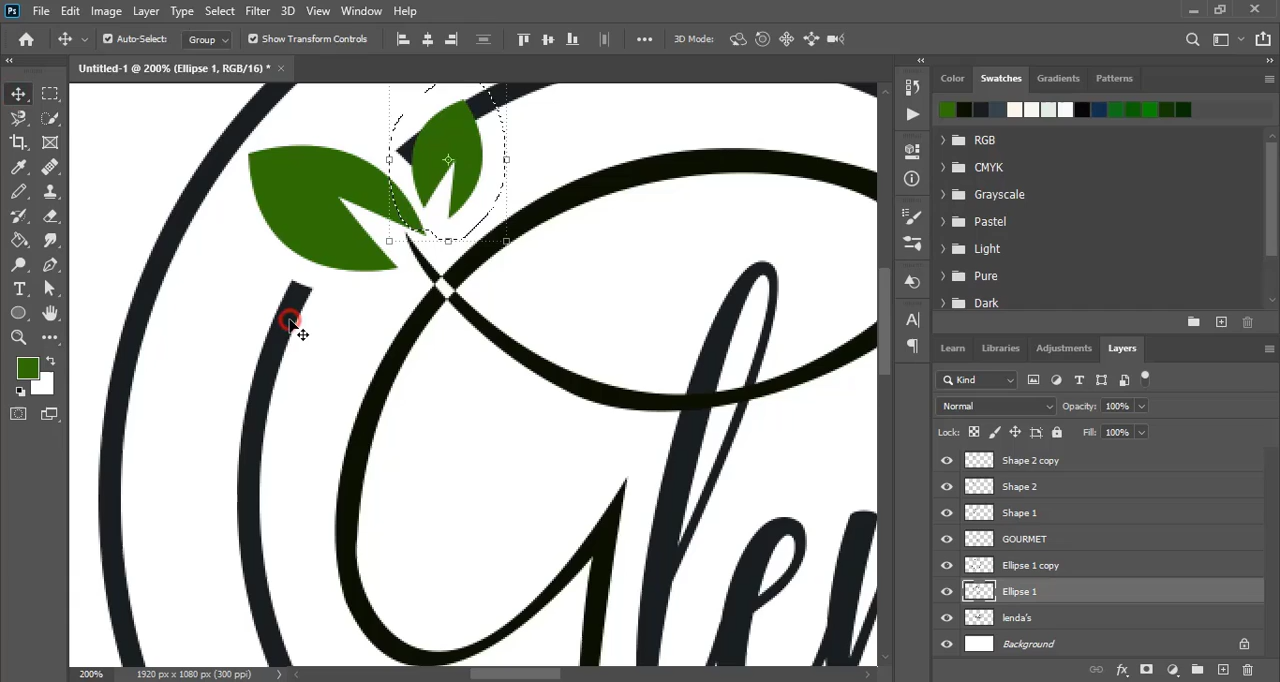 Ps File Edit Image Layer Type Select Filter 3D View Window Help
Auto-Select: Group Show Transform Controls 3D Mode:
Untitled-1 @ 200% (Ellipse 1, RGB/16) *
Color Swatches Gradients Patterns
RGB
CMYK
Grayscale
Pastel
Light
Pure
Dark
Learn Libraries Adjustments Layers
Kind
Normal Opacity: 100%
Lock: Fill: 100%
Shape 2 copy
Shape 2
Shape 1
GOURMET
Ellipse 1 copy
Ellipse 1
lenda's
Background
200% 1920 px x 1080 px (300 ppi)